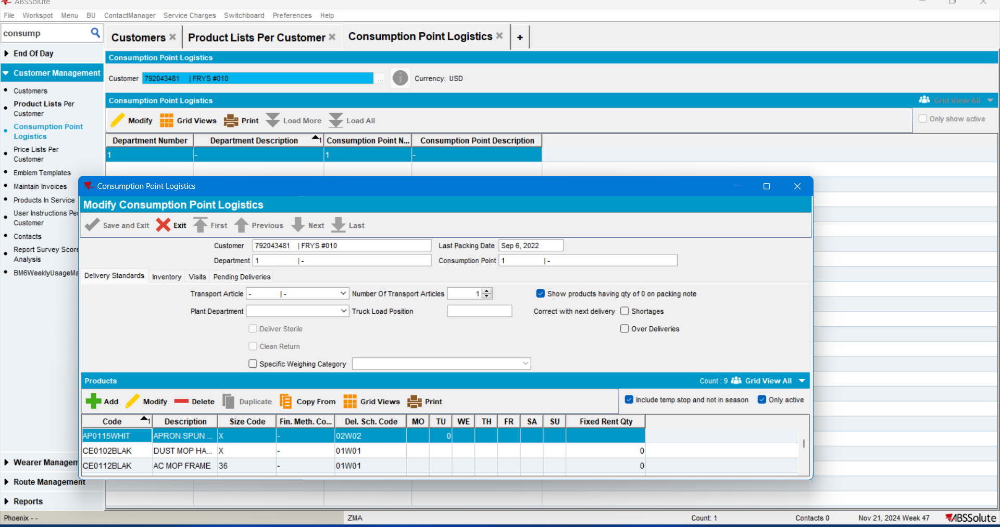 ABSSolute
File Workspot Menu BU ContactManager Service Charges Switchboard Preferences Help
consump
Customers Product Lists Per Customer Consumption Point Logistics +
End Of Day
Customer Management
Customers
Product Lists Per
Customer
Consumption Point
Logistics
Price Lists Per
Customer
Emblem Templates
Maintain Invoices
Products In Service
User Instructions Per
Customer
Contacts
Report Survey Score
Analysis
BM6WeeklyUsageMa
Wearer Managem
Route Management
Reports
Consumption Point Logistics
Customer 792043481 | FRYS #010 ... Currency: USD
Consumption Point Logistics Grid View All
Modify Grid Views Print Load More Load All Only show active
Department Number Department Description 1 Consumption Point N... Consumption Point Description
1 - 1 -
Consumption Point Logistics
Modify Consumption Point Logistics
Save and Exit Exit First Previous Next Last
Customer 792043481 | FRYS #010 Last Packing Date Sep 6, 2022
Department 1 | - Consumption Point 1 | -
Delivery Standards Inventory Visits Pending Deliveries
Transport Article - | - Number Of Transport Articles 1 Show products having qty of 0 on packing note
Plant Department Truck Load Position Correct with next delivery Shortages
Deliver Sterile Over Deliveries
Clean Return
Specific Weighing Category
Products Count : 9 Grid View All
Add Modify Delete Duplicate Copy From Grid Views Print Include temp stop and not in season Only active
Code 1 Description Size Code Fin. Meth. Co... Del. Sch. Code MO TU WE TH FR SA SU Fixed Rent Qty
AP0115WHIT APRON SPUN ... X - 02W02 0
CE0102BLAK DUST MOP HA... X - 01W01 0
CE0112BLAK AC MOP FRAME 36 - 01W01 0
Phoenix - - ZMA Count: 1 Contacts 0 Nov 21, 2024 Week 47 ABSSolute